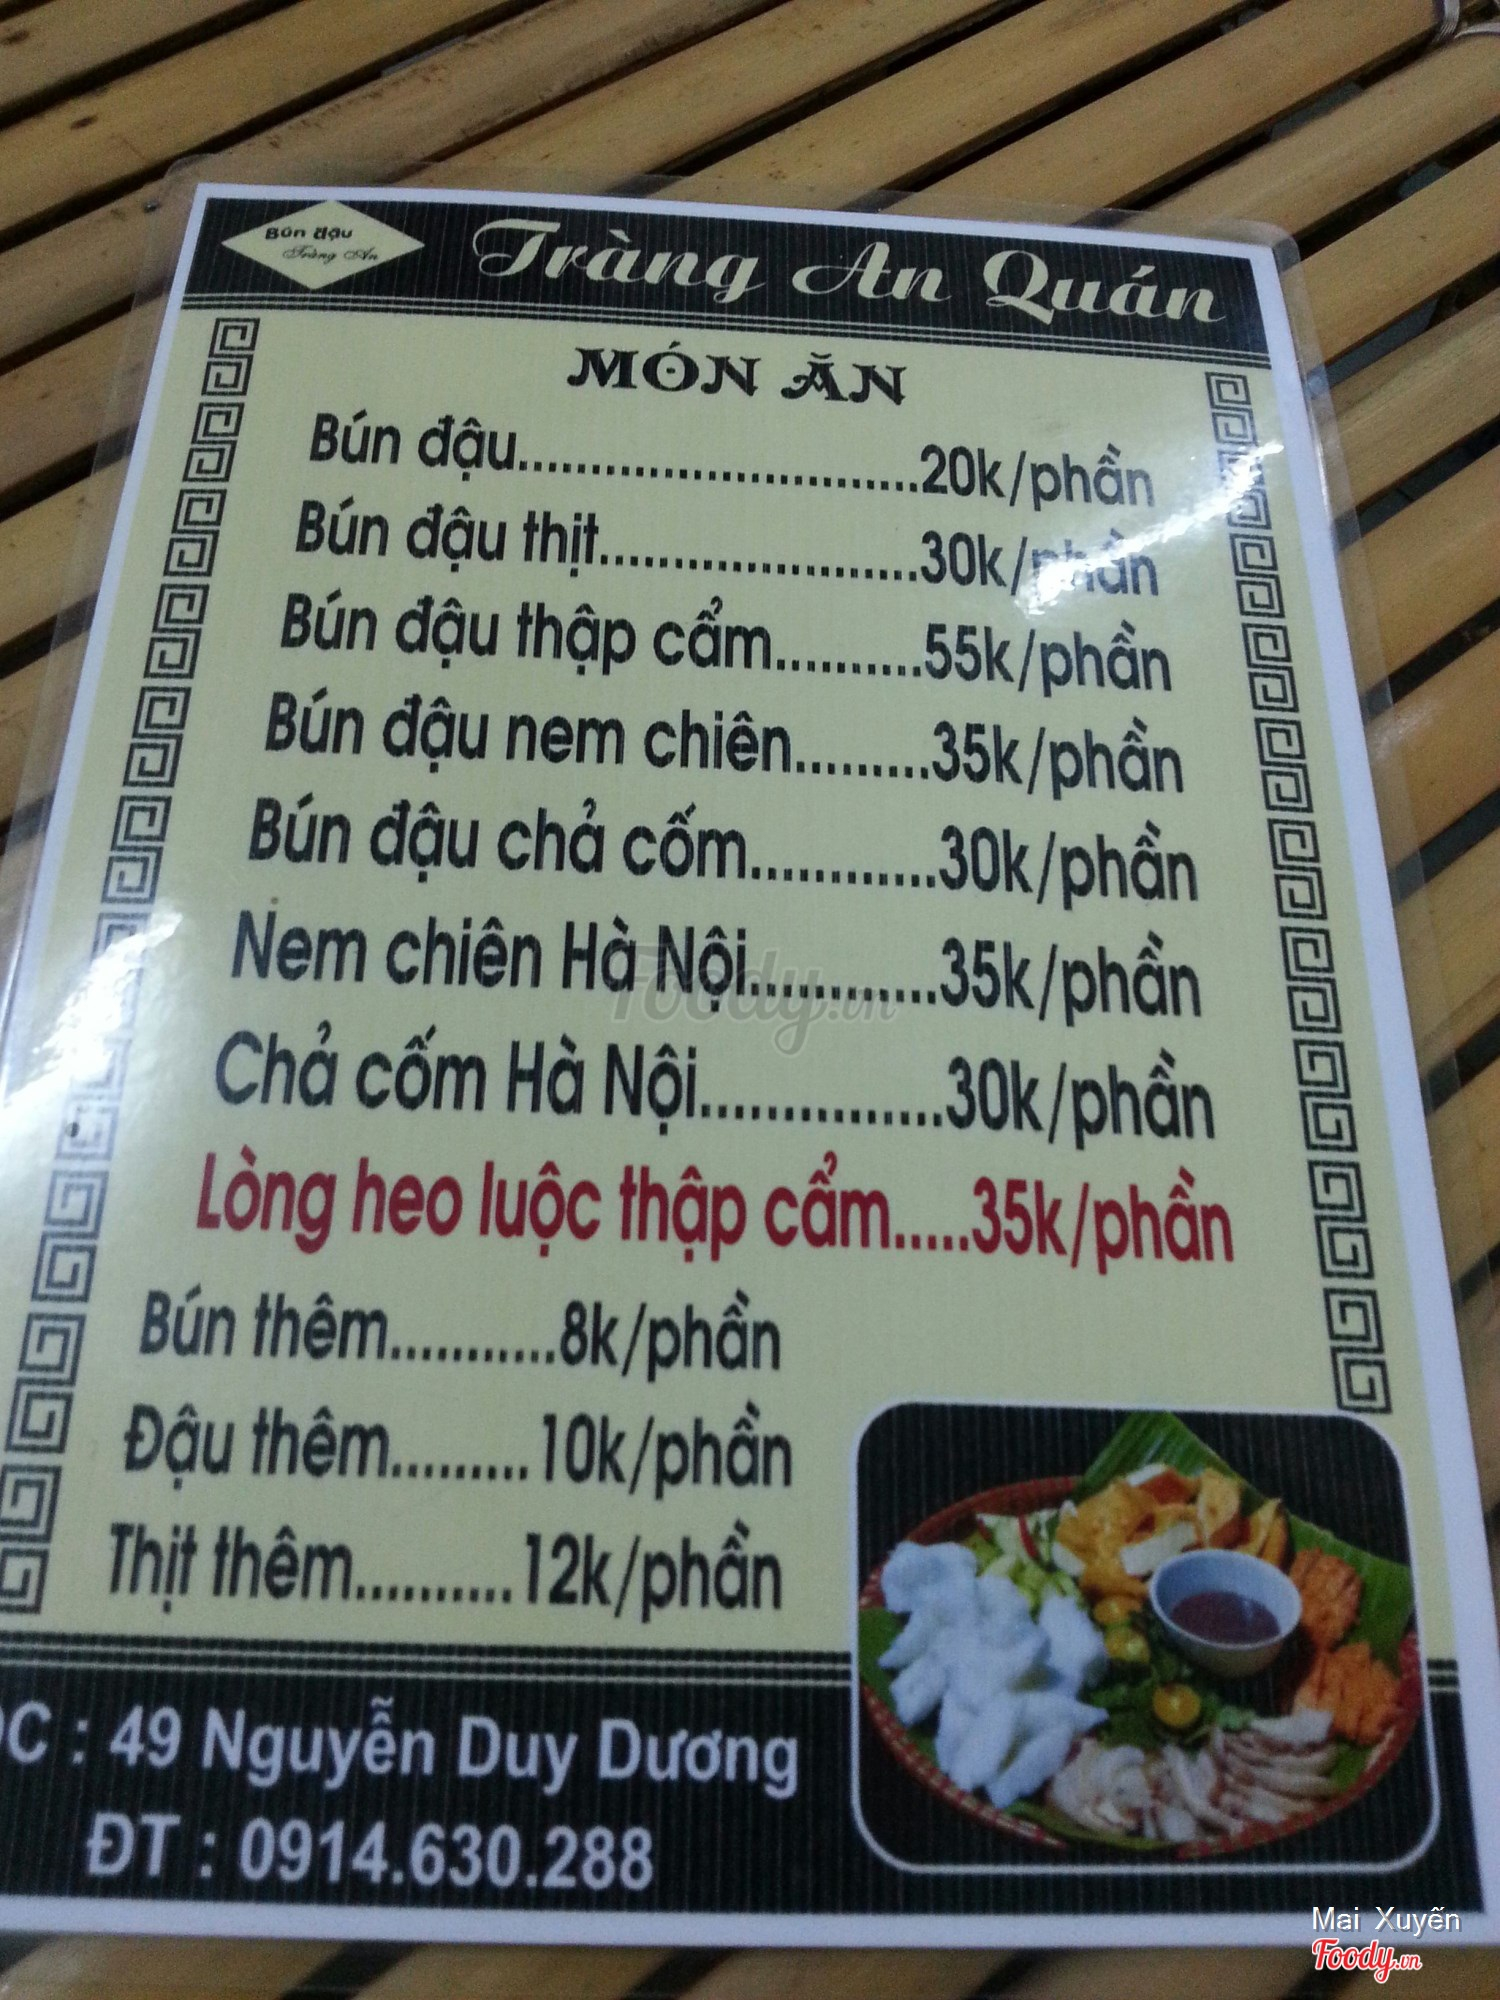 Bún đậu
Tràng An
Tràng An Quán
MÓN ĂN
Bún đậu............................20k/phần
Bún đậu thịt......................30k/phần
Bún đậu thập cẩm..........55k/phần
Bún đậu nem chiên.........35k/phần
Bún đậu chả cốm............30k/phần
Nem chiên Hà Nội.............35k/phần
Chả cốm Hà Nội................30k/phần
Lòng heo luộc thập cẩm.....35k/phần
Bún thêm...........8k/phần
Đậu thêm.........10k/phần
Thịt thêm..........12k/phần
ĐC : 49 Nguyễn Duy Dương
ĐT : 0914.630.288
Foody.vn
Mai Xuyến
Foody.vn